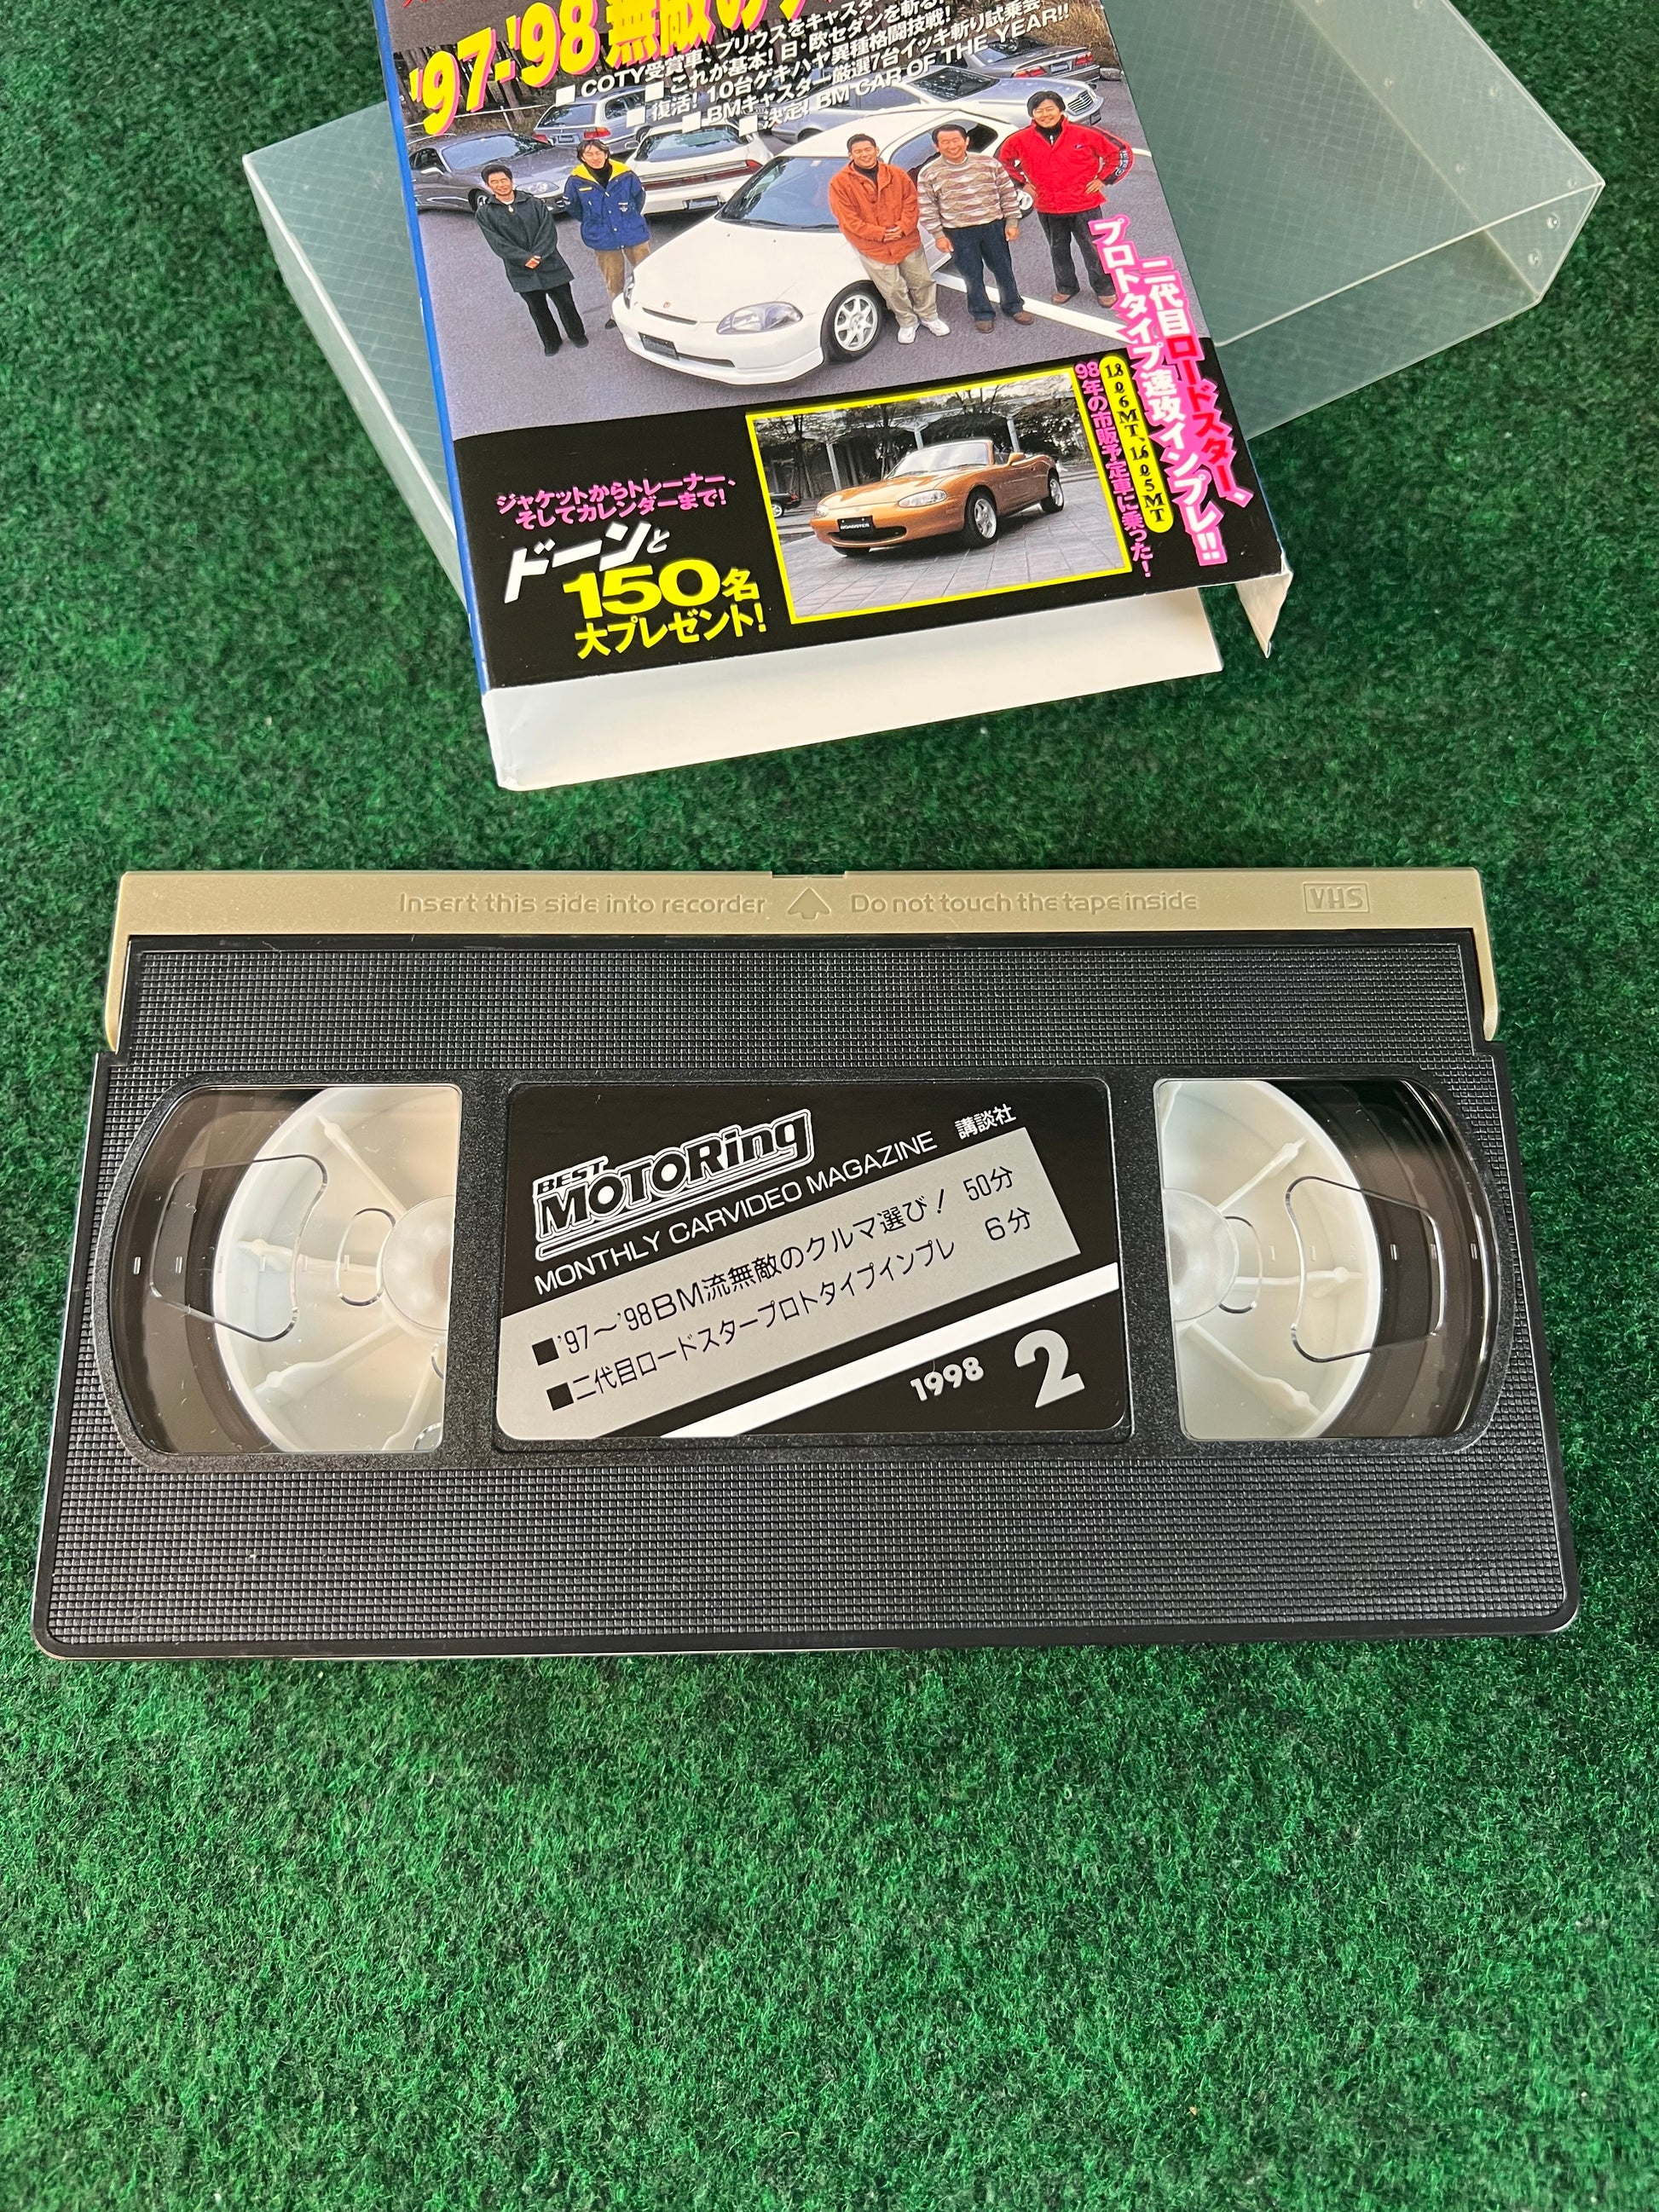 '97-'98 無敵の
■COTY受賞車、プリウスをキャスター
■これが基本！日・欧セダンを斬る
■復活！10台ゲキハヤ異種格闘技戦！
■BMキャスター厳選7台イッキ斬り試乗会
■決定！BM CAR OF THE YEAR!!
二代目ロードスター、
プロトタイプ速攻インプレ!!
1.8ℓ6MT、1.6ℓ5MT
98年の市販予定車に乗った！
ROADSTER
ジャケットからトレーナー、
そしてカレンダーまで！
ドーンと
150名
大プレゼント！
Insert this side into recorder Do not touch the tape inside VHS
BEST
MOTORing
MONTHLY CARVIDEO MAGAZINE 講談社
■'97〜'98BM流無敵のクルマ選び！ 50分
■二代目ロードスタープロトタイプインプレ 6分
1998 2